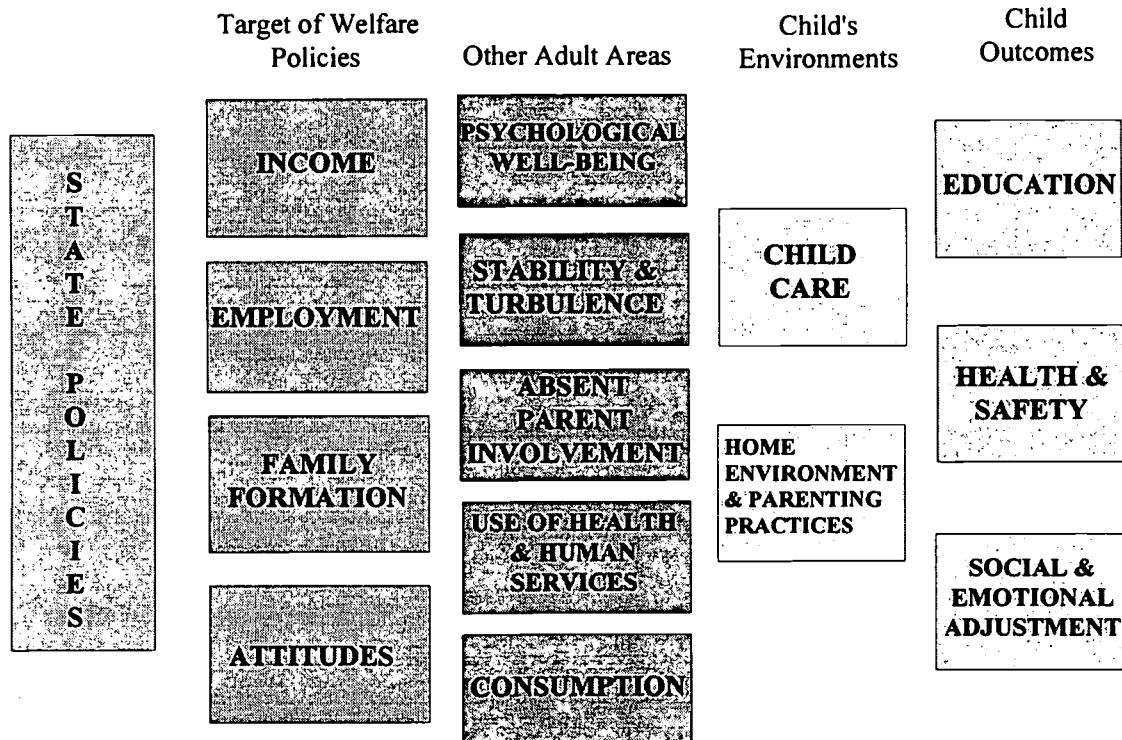 Target of Welfare
Policies
Other Adult Areas
Child's
Environments
Child
Outcomes
STATE POLICIES
INCOME
EMPLOYMENT
FAMILY
FORMATION
ATTITUDES
PSYCHOLOGICAL
WELL-BEING
STABILITY &
TURBULENCE
ABSENT
PARENT
INVOLVEMENT
USE OF HEALTH
& HUMAN
SERVICES
CONSUMPTION
CHILD
CARE
HOME
ENVIRONMENT
& PARENTING
PRACTICES
EDUCATION
HEALTH &
SAFETY
SOCIAL &
EMOTIONAL
ADJUSTMENT